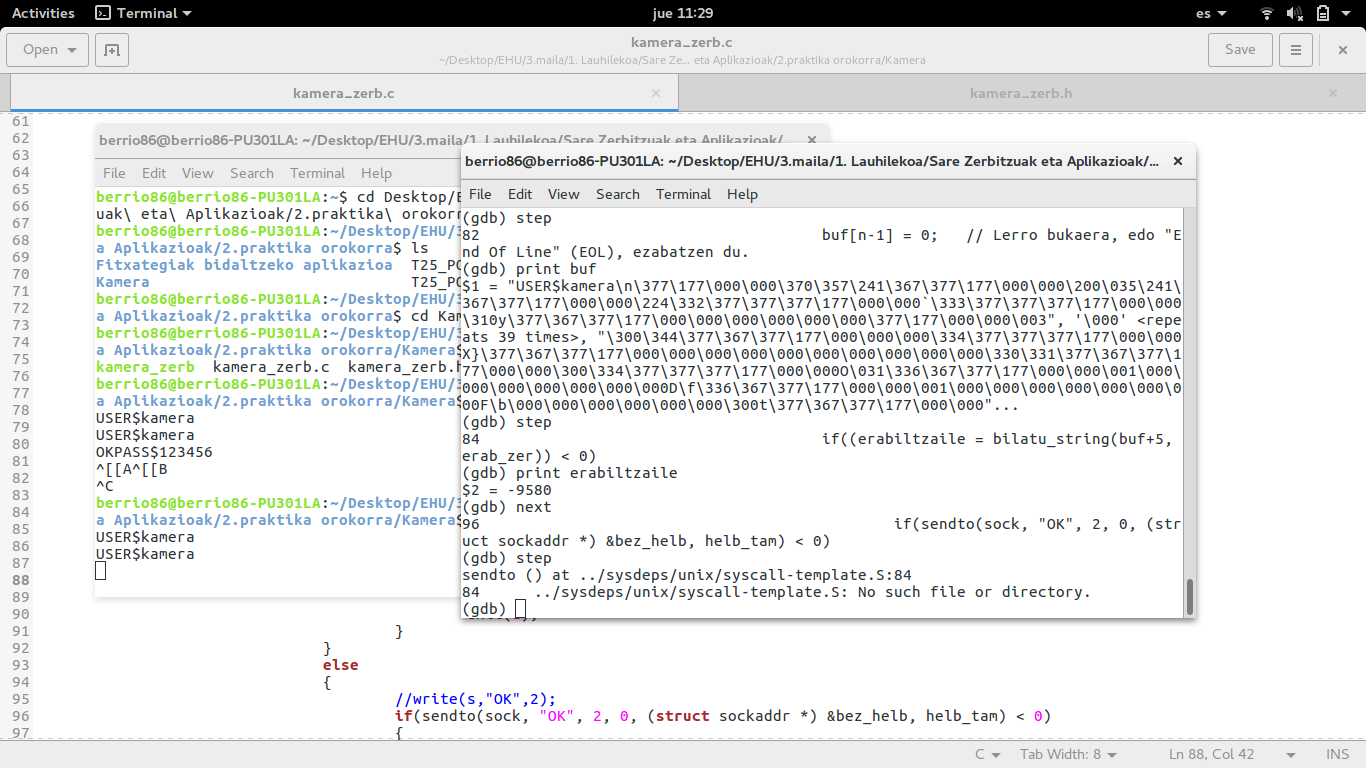 Activities Terminal jue 11:29 es
Open kamera_zerb.c Save
~/Desktop/EHU/3.maila/1. Lauhilekoa/Sare Ze... eta Aplikazioak/2.praktika orokorra/Kamera
kamera_zerb.c kamera_zerb.h
61
62
63
64
65
66
67
68
69
70
71
72
73
74
75
76
77
78
79
80
81
82
83
84
85
86
87
88
89
90
91 }
92 }
93 else
94 {
95 //write(s,"OK",2);
96 if(sendto(sock, "OK", 2, 0, (struct sockaddr *) &bez_helb, helb_tam) < 0)
97 {
berrio86@berrio86-PU301LA: ~/Desktop/EHU/3.maila/1. Lauhilekoa/Sare Zerbitzuak eta Aplikazioak/
File Edit View Search Terminal Help
berrio86@berrio86-PU301LA:~$ cd Desktop/E
uak\ eta\ Aplikazioak/2.praktika\ orokorr
berrio86@berrio86-PU301LA:~/Desktop/EHU/3
a Aplikazioak/2.praktika orokorra$ ls
Fitxategiak bidaltzeko aplikazioa T25_PO
Kamera T25_PO
berrio86@berrio86-PU301LA:~/Desktop/EHU/3
a Aplikazioak/2.praktika orokorra$ cd Kam
berrio86@berrio86-PU301LA:~/Desktop/EHU/3
a Aplikazioak/2.praktika orokorra/Kamera$
kamera_zerb kamera_zerb.c kamera_zerb.h
berrio86@berrio86-PU301LA:~/Desktop/EHU/3
a Aplikazioak/2.praktika orokorra/Kamera$
USER$kamera
USER$kamera
OKPASS$123456
^[[A^[[B
^C
berrio86@berrio86-PU301LA:~/Desktop/EHU/3
a Aplikazioak/2.praktika orokorra/Kamera$
USER$kamera
USER$kamera
berrio86@berrio86-PU301LA: ~/Desktop/EHU/3.maila/1. Lauhilekoa/Sare Zerbitzuak eta Aplikazioak/...
File Edit View Search Terminal Help
(gdb) step
82 buf[n-1] = 0; // Lerro bukaera, edo "E
nd Of Line" (EOL), ezabatzen du.
(gdb) print buf
$1 = "USER$kamera\n\377\177\000\000\370\357\241\367\377\177\000\000\200\035\241\
367\377\177\000\000\224\332\377\377\377\177\000\000`\333\377\377\377\177\000\000
\310y\377\367\377\177\000\000\000\000\000\000\000\377\177\000\000\003", '\000' <repe
ats 39 times>, "\300\344\367\377\177\000\000\000\334\377\377\377\177\000\000
X}\377\367\377\177\000\000\000\000\000\000\000\000\000\000\330\331\377\367\377\1
77\000\000\300\334\377\377\377\177\000\000O\031\336\367\377\177\000\000\001\000\
000\000\000\000\000\000D\f\336\367\377\177\000\000\001\000\000\000\000\000\000\0
00F\b\000\000\000\000\000\000\300t\377\367\377\177\000\000"...
(gdb) step
84 if((erabiltzaile = bilatu_string(buf+5,
erab_zer)) < 0)
(gdb) print erabiltzaile
$2 = -9580
(gdb) next
96 if(sendto(sock, "OK", 2, 0, (str
uct sockaddr *) &bez_helb, helb_tam) < 0)
(gdb) step
sendto () at ../sysdeps/unix/syscall-template.S:84
84 ../sysdeps/unix/syscall-template.S: No such file or directory.
(gdb)
C Tab Width: 8 Ln 88, Col 42 INS